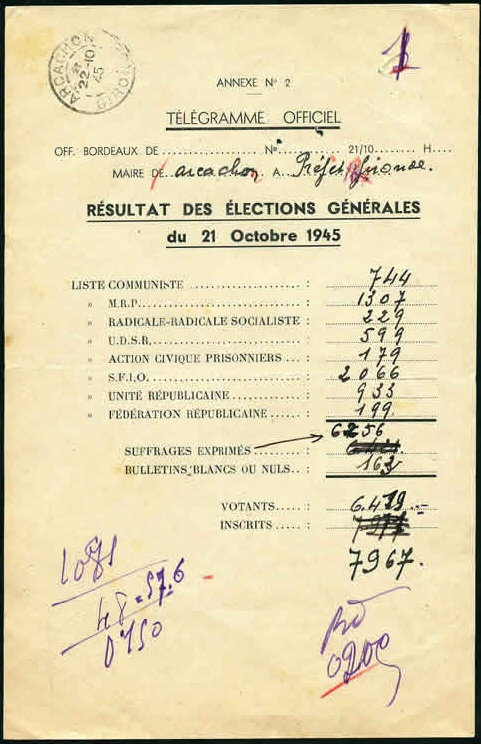 ARCACHON
22-10
45
GIRONDE
1
ANNEXE N° 2
TÉLÉGRAMME OFFICIEL
OFF. BORDEAUX DE ................. N° ............ 21/10........ H....
MAIRE DE arcachon A Préfet Gironde.
RÉSULTAT DES ÉLECTIONS GÉNÉRALES
du 21 Octobre 1945
LISTE COMMUNISTE .................... : 744
» M.R.P............................ : 1307
» RADICALE-RADICALE SOCIALISTE : 229
» U.D.S.R.......................... : 599
» ACTION CIVIQUE PRISONNIERS ... : 179
» S.F.I.O.......................... : 2066
» UNITÉ RÉPUBLICAINE ............ : 933
» FÉDÉRATION RÉPUBLICAINE ..... : 199.
6256
SUFFRAGES EXPRIMÉS
BULLETINS BLANCS OU NULS.. : 163
VOTANTS..... : 6.419
INSCRITS..... :
7967.
1081
48 = 57.6
0150
0200